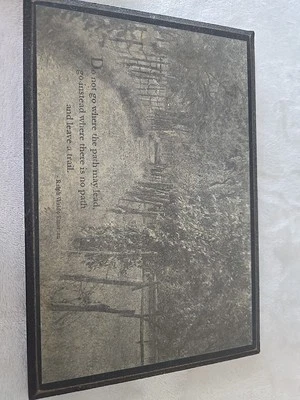 Do not go where the path may lead,
go instead where there is no path
and leave a trail.
- Ralph Waldo Emerson